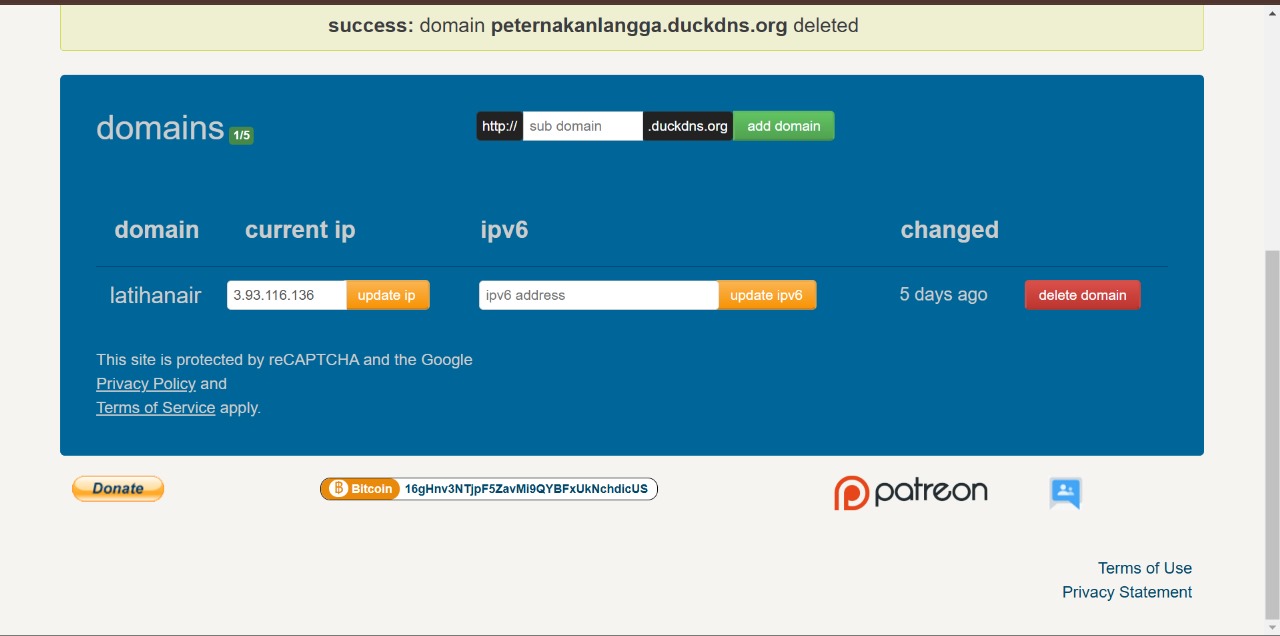 success: domain peternakanlangga.duckdns.org deleted
domains 1/5
http:// sub domain .duckdns.org add domain
domain current ip ipv6 changed
latihanair 3.93.116.136 update ip ipv6 address update ipv6 5 days ago delete domain
This site is protected by reCAPTCHA and the Google
Privacy Policy and
Terms of Service apply.
Donate
Bitcoin 16gHnv3NTjpF5ZavMi9QYBFxUkNchdicUS
patreon
Terms of Use
Privacy Statement